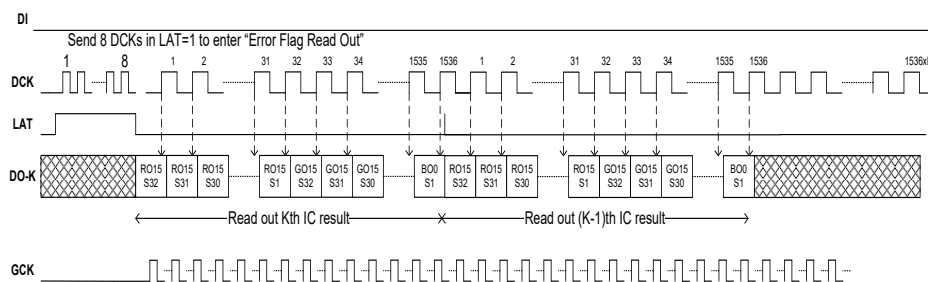 DI
Send 8 DCKs in LAT=1 to enter “Error Flag Read Out”
1 8 1 2 31 32 33 34 1535 1536 1 2 31 32 33 34 1535 1536
DCK
LAT
DO-K
RO15 RO15 RO15 RO15 GO15 GO15 GO15 BO0 RO15 RO15 RO15 RO15 GO15 GO15 GO15 BO0
S32 S31 S30 S1 S32 S31 S30 S1 S32 S31 S30 S1 S32 S31 S30 S1
Read out Kth IC result Read out (K-1)th IC result
GCK